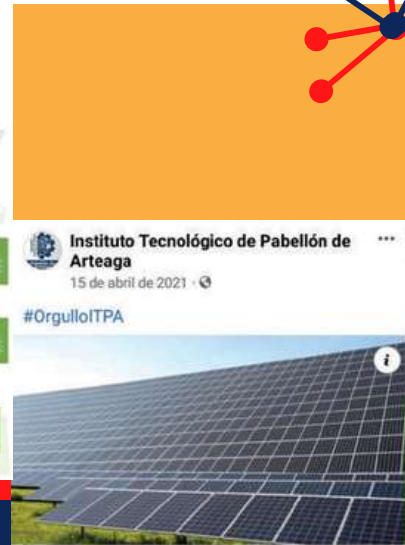 Instituto Tecnológico de Pabellón de
Arteaga
15 de abril de 2021 ·
#OrgulloITPA